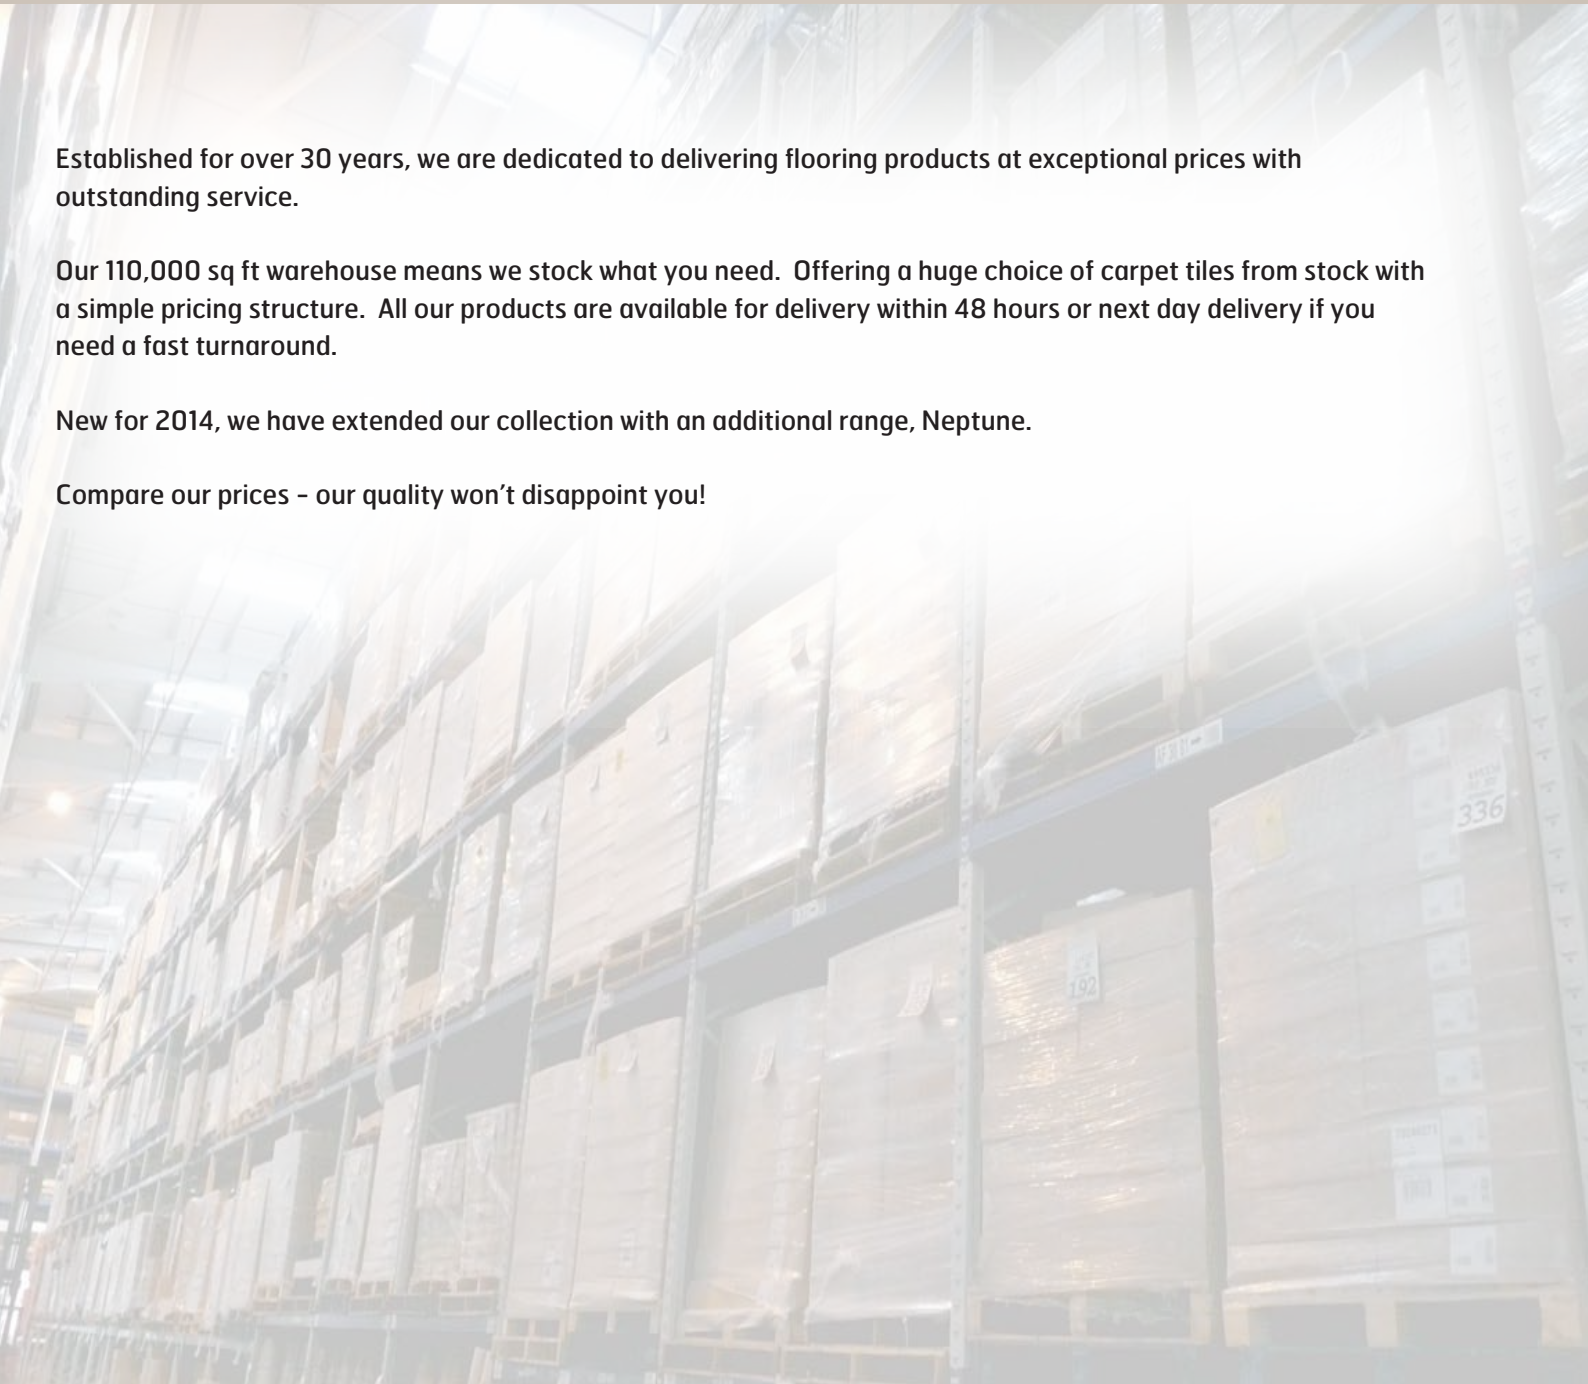 Established for over 30 years, we are dedicated to delivering flooring products at exceptional prices with
outstanding service.
Our 110,000 sq ft warehouse means we stock what you need.  Offering a huge choice of carpet tiles from stock with
a simple pricing structure.  All our products are available for delivery within 48 hours or next day delivery if you
need a fast turnaround.
New for 2014, we have extended our collection with an additional range, Neptune.
Compare our prices – our quality won’t disappoint you!
336
192